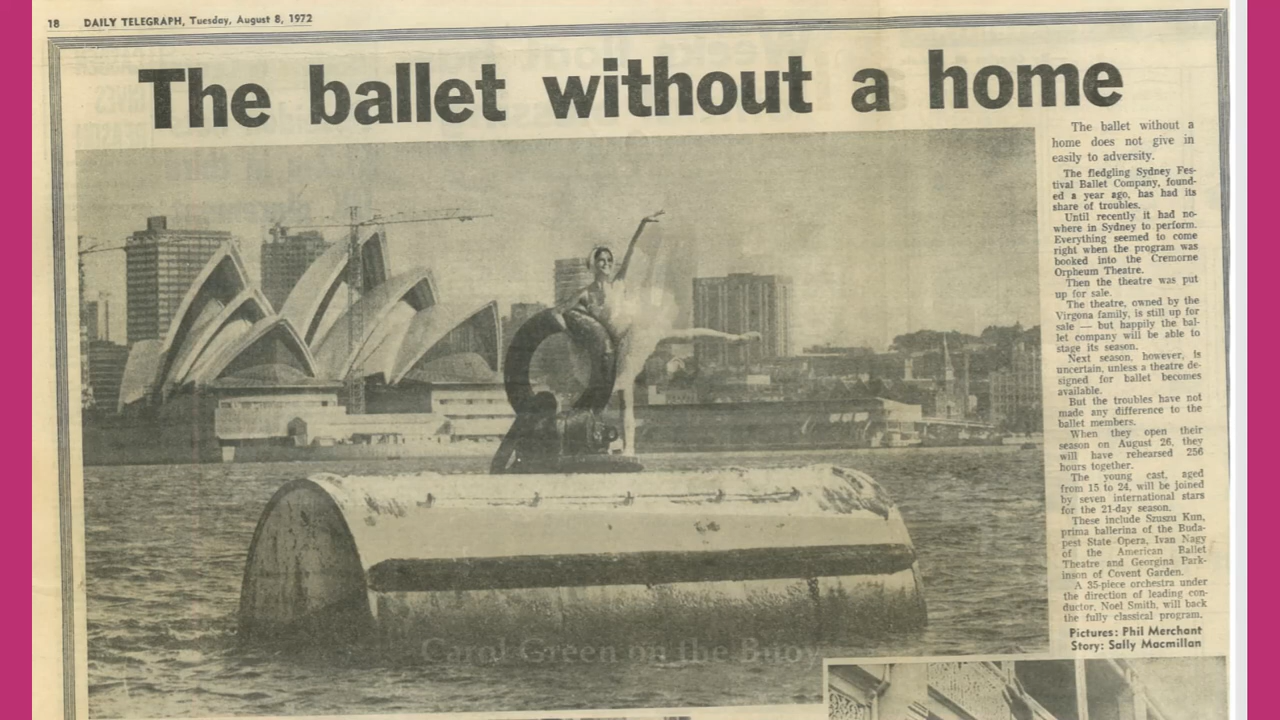 18 DAILY TELEGRAPH, Tuesday, August 8, 1972
The ballet without a home
The ballet without a
home does not give in
easily to adversity.
The fledgling Sydney Fes-
tival Ballet Company, found-
ed a year ago, has had its
share of troubles.
Until recently it had no-
where in Sydney to perform.
Everything seemed to come
right when the program was
booked into the Cremorne
Orpheum Theatre.
Then the theatre was put
up for sale.
The theatre, owned by the
Virgona family, is still up for
sale — but happily the bal-
let company will be able to
stage its season.
Next season, however, is
uncertain, unless a theatre de-
signed for ballet becomes
available.
But the troubles have not
made any difference to the
ballet members.
When they open their
season on August 26, they
will have rehearsed 256
hours together.
The young cast, aged
from 15 to 24, will be joined
by seven international stars
for the 21-day season.
These include Szuszu Kun,
prima ballerina of the Buda-
pest State Opera, Ivan Nagy
of the American Ballet
Theatre and Georgina Park-
inson of Covent Garden.
A 35-piece orchestra under
the direction of leading con-
ductor, Noel Smith, will back
the fully classical program.
Pictures: Phil Merchant
Story: Sally Macmillan
Green on the Buoy